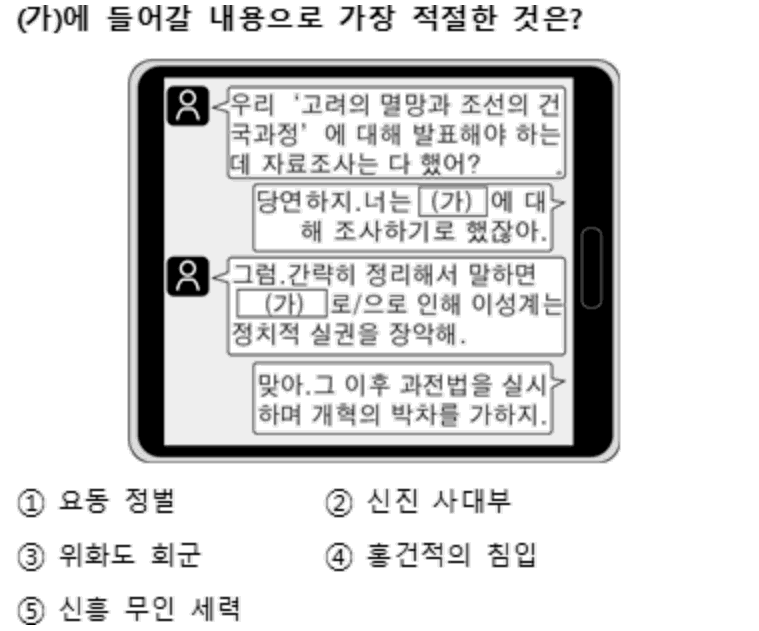 (가)에 들어갈 내용으로 가장 적절한 것은?
우리 ‘고려의 멸망과 조선의 건
국과정’ 에 대해 발표해야 하는
데 자료조사는 다 했어?
당연하지.너는 (가) 에 대
해 조사하기로 했잖아.
그럼.간략히 정리해서 말하면
(가) 로/으로 인해 이성계는
정치적 실권을 장악해.
맞아.그 이후 과전법을 실시
하며 개혁의 박차를 가하지.
① 요동 정벌 ② 신진 사대부
③ 위화도 회군 ④ 홍건적의 침입
⑤ 신흥 무인 세력